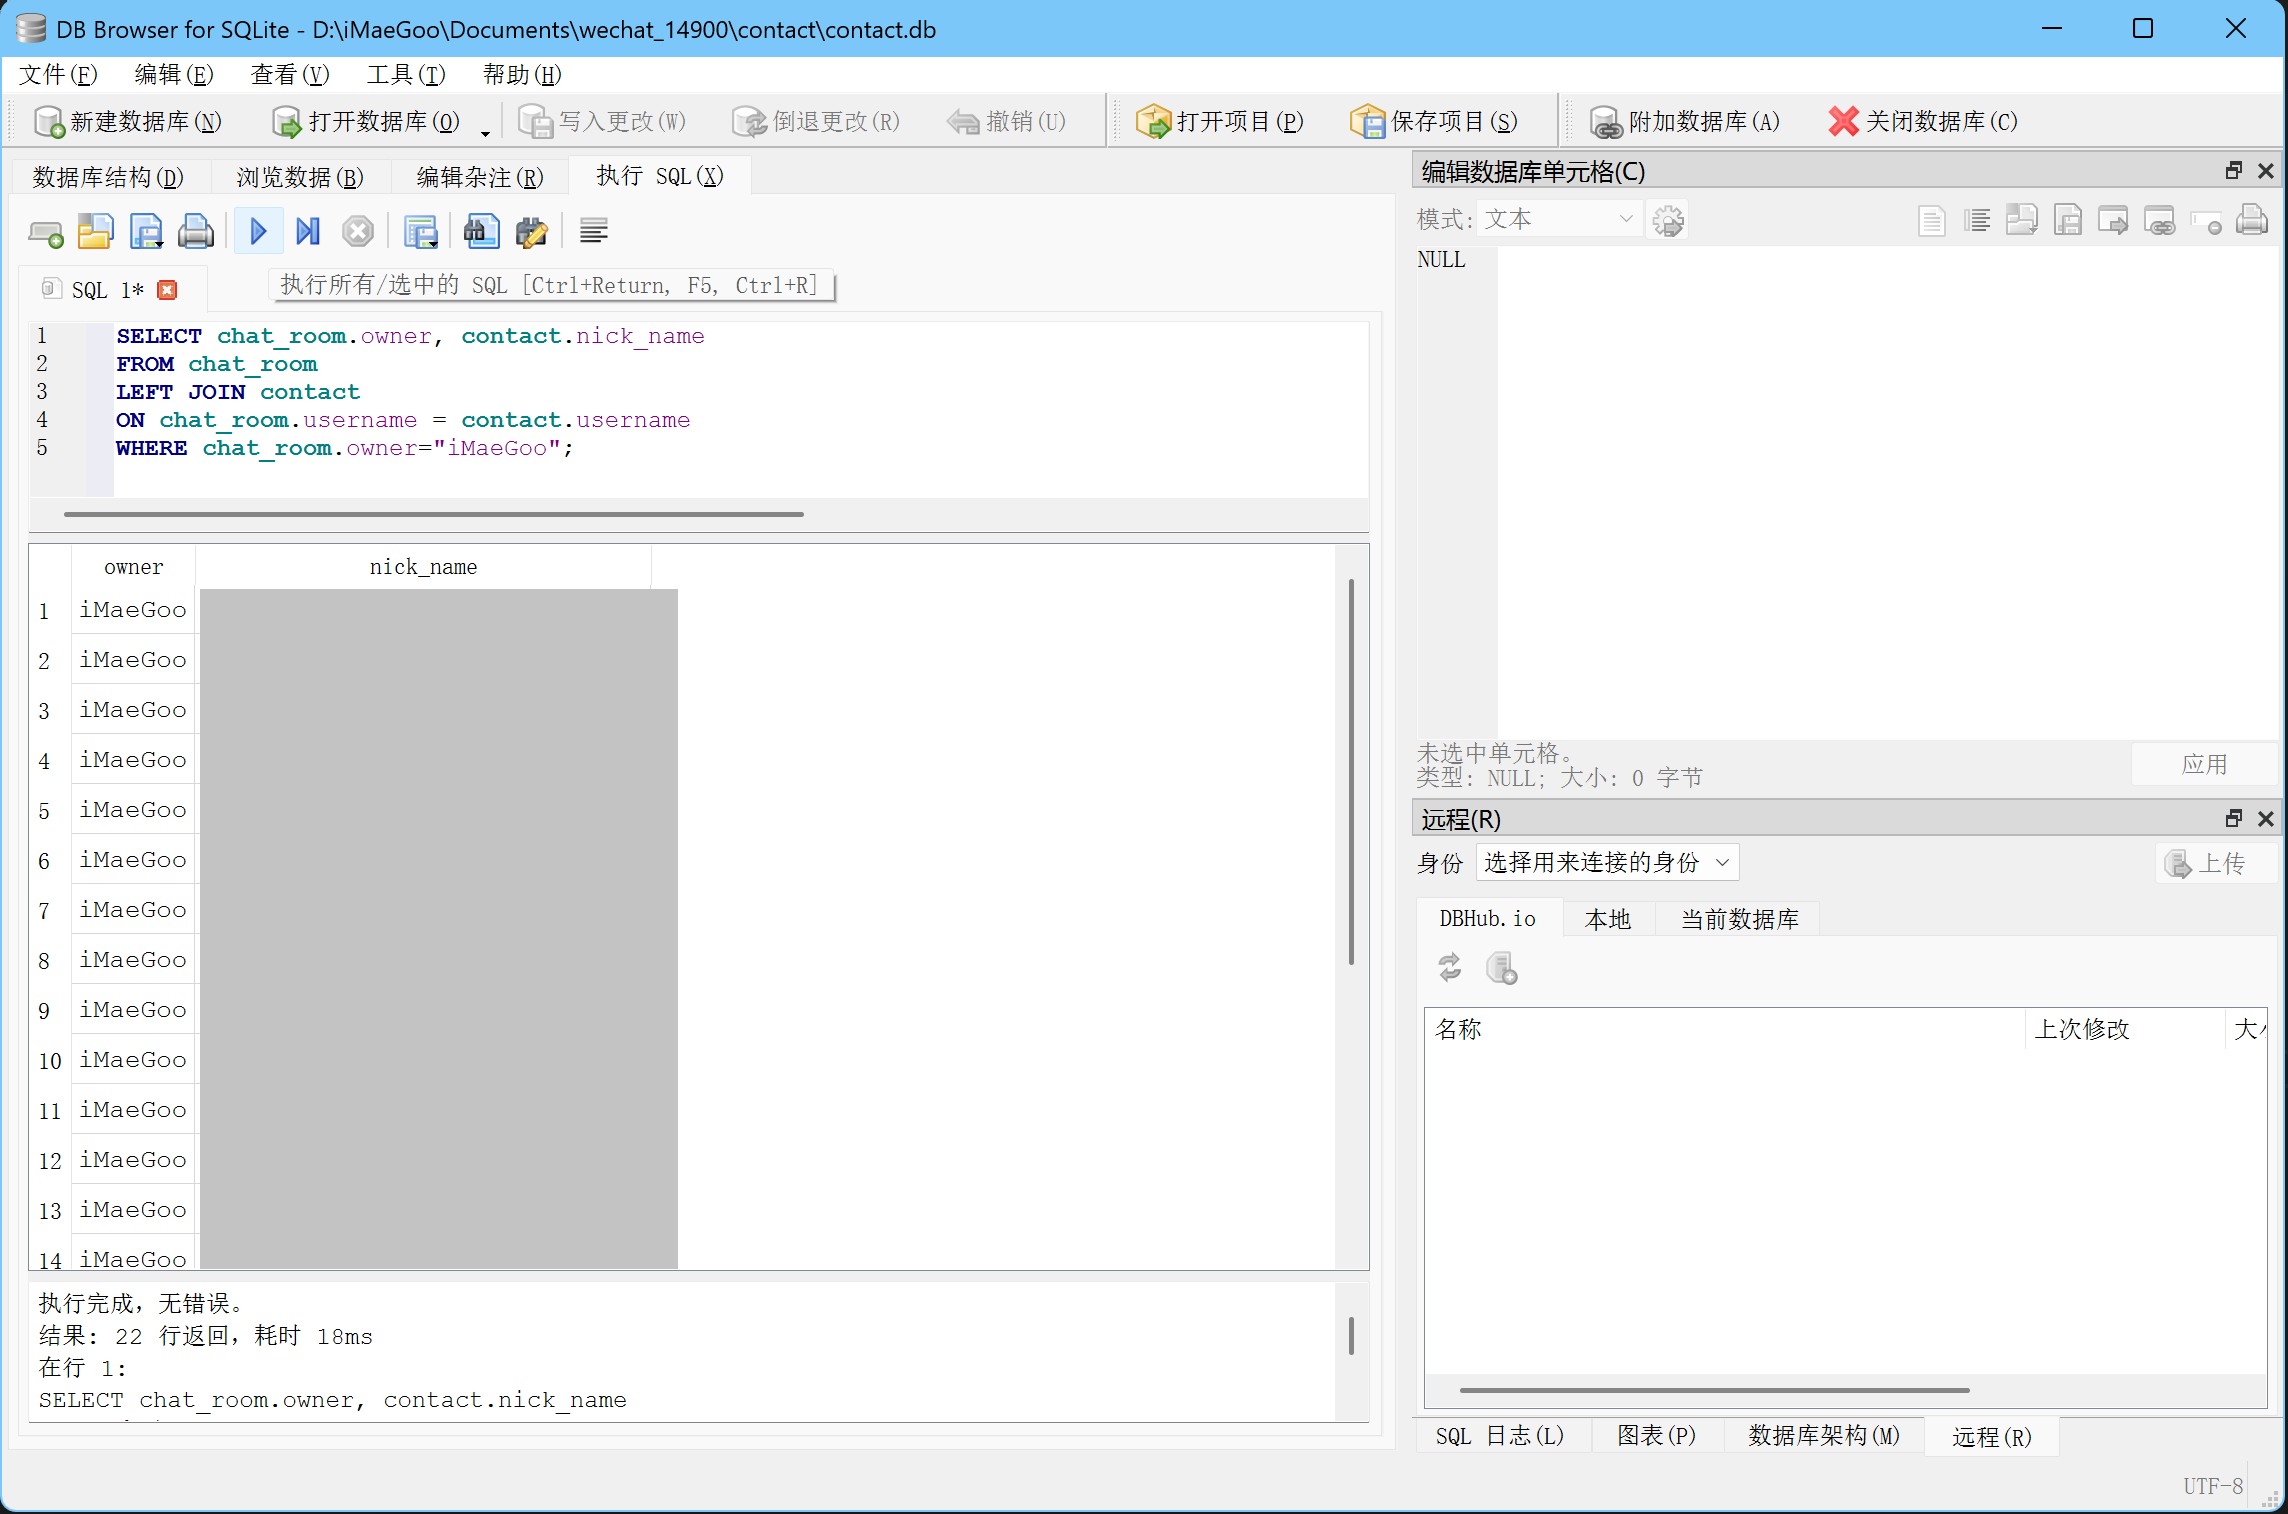 DB Browser for SQLite - D:\iMaeGoo\Documents\wechat_14900\contact\contact.db
文件(F) 编辑(E) 查看(V) 工具(T) 帮助(H)
新建数据库(N) 打开数据库(O) 写入更改(W) 倒退更改(R) 撤销(U) 打开项目(P) 保存项目(S) 附加数据库(A) 关闭数据库(C)
数据库结构(D) 浏览数据(B) 编辑杂注(R) 执行 SQL(X)
SQL 1*
执行所有/选中的 SQL [Ctrl+Return, F5, Ctrl+R]
1 SELECT chat_room.owner, contact.nick_name
2 FROM chat_room
3 LEFT JOIN contact
4 ON chat_room.username = contact.username
5 WHERE chat_room.owner="iMaeGoo";
owner nick_name
1 iMaeGoo
2 iMaeGoo
3 iMaeGoo
4 iMaeGoo
5 iMaeGoo
6 iMaeGoo
7 iMaeGoo
8 iMaeGoo
9 iMaeGoo
10 iMaeGoo
11 iMaeGoo
12 iMaeGoo
13 iMaeGoo
14 iMaeGoo
执行完成，无错误。
结果: 22 行返回，耗时 18ms
在行 1:
SELECT chat_room.owner, contact.nick_name
编辑数据库单元格(C)
模式: 文本
NULL
未选中单元格。
类型: NULL; 大小: 0 字节
应用
远程(R)
身份 选择用来连接的身份 上传
DBHub.io 本地 当前数据库
名称 上次修改 大
SQL 日志(L) 图表(P) 数据库架构(M) 远程(R)
UTF-8